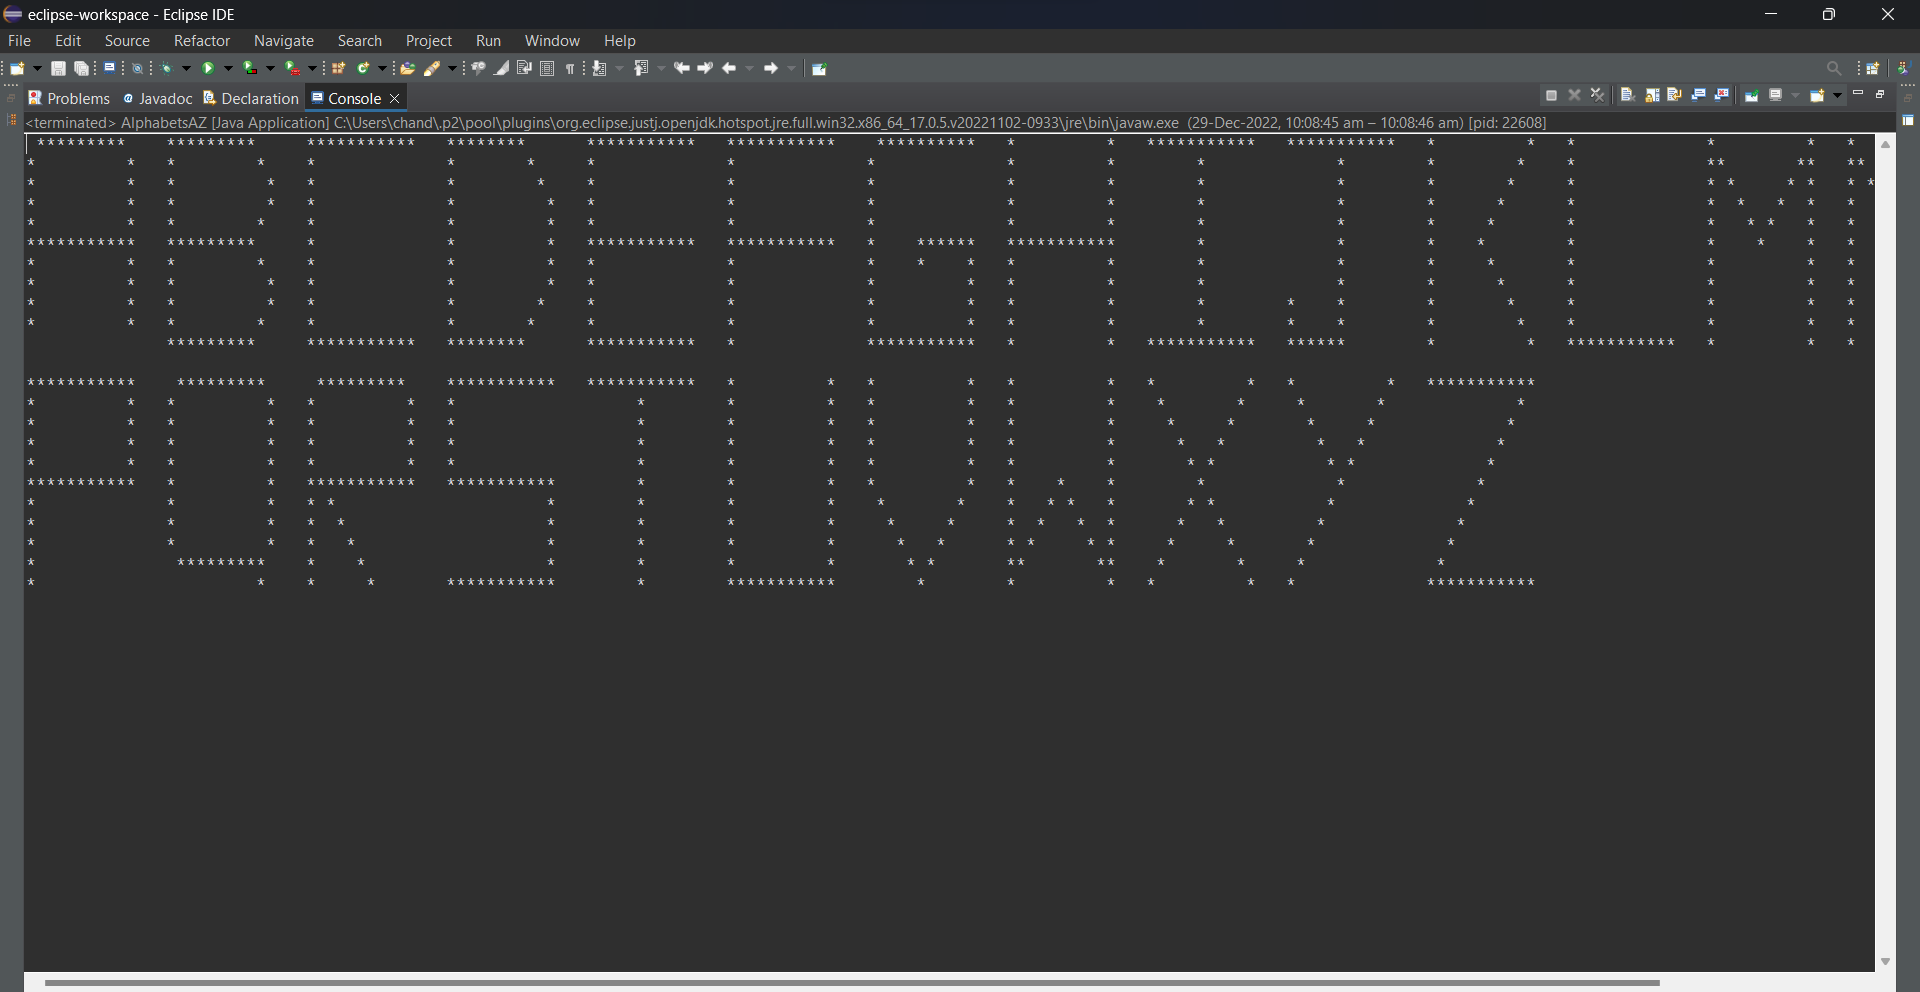 eclipse-workspace - Eclipse IDE
File Edit Source Refactor Navigate Search Project Run Window Help
Problems Javadoc Declaration Console
<terminated> AlphabetsAZ [Java Application] C:\Users\chand\.p2\pool\plugins\org.eclipse.justj.openjdk.hotspot.jre.full.win32.x86_64_17.0.5.v20221102-0933\jre\bin\javaw.exe (29-Dec-2022, 10:08:45 am – 10:08:46 am) [pid: 22608]
A B C D E F G H I J K L M
P Q R S T U V W X Y Z